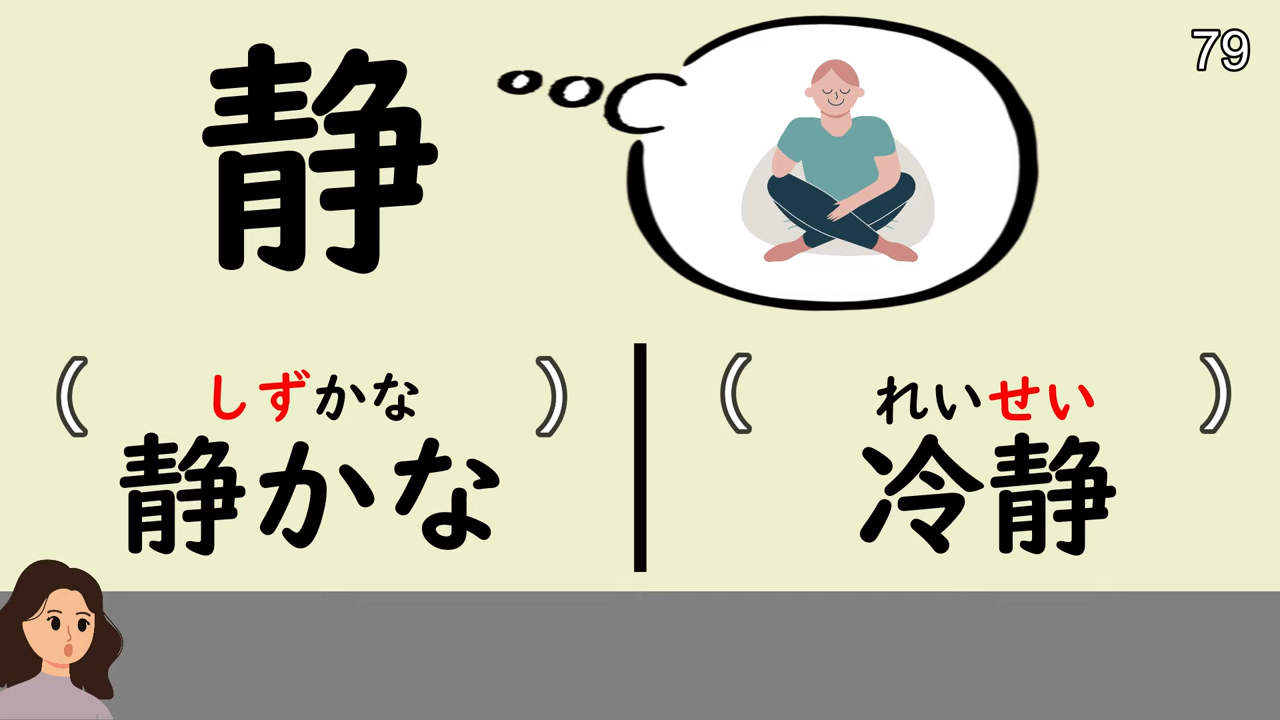 静
79
（ しずかな ）
静かな
（ れいせい ）
冷静